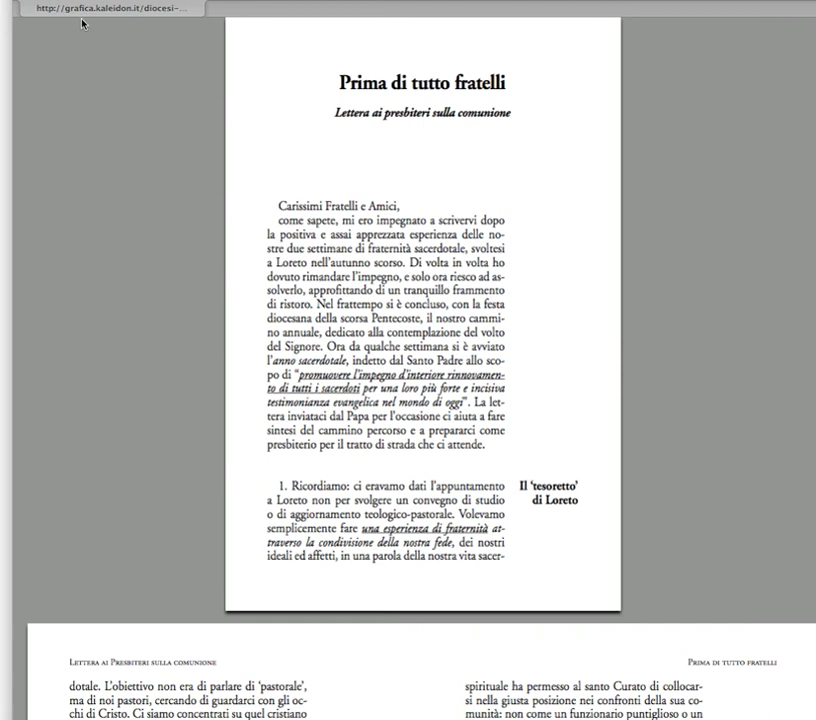 http://grafica.kaleidon.it/diocesi-...
Prima di tutto fratelli
Lettera ai presbiteri sulla comunione
Carissimi Fratelli e Amici,
come sapete, mi ero impegnato a scrivervi dopo
la positiva e assai apprezzata esperienza delle no-
stre due settimane di fraternità sacerdotale, svoltesi
a Loreto nell'autunno scorso. Di volta in volta ho
dovuto rimandare l'impegno, e solo ora riesco ad as-
solverlo, approfittando di un tranquillo frammento
di ristoro. Nel frattempo si è concluso, con la festa
diocesana della scorsa Pentecoste, il nostro cammi-
no annuale, dedicato alla contemplazione del volto
del Signore. Ora da qualche settimana si è avviato
l'anno sacerdotale, indetto dal Santo Padre allo sco-
po di "promuovere l'impegno d'interiore rinnovamen-
to di tutti i sacerdoti per una loro più forte e incisiva
testimonianza evangelica nel mondo di oggi". La let-
tera inviataci dal Papa per l'occasione ci aiuta a fare
sintesi del cammino percorso e a prepararci come
presbiterio per il tratto di strada che ci attende.
1. Ricordiamo: ci eravamo dati l'appuntamento
a Loreto non per svolgere un convegno di studio
o di aggiornamento teologico-pastorale. Volevamo
semplicemente fare una esperienza di fraternità at-
traverso la condivisione della nostra fede, dei nostri
ideali ed affetti, in una parola della nostra vita sacer-
Il 'tesoretto'
di Loreto
Lettera ai Presbiteri sulla comunione
dotale. L'obiettivo non era di parlare di 'pastorale',
ma di noi pastori, cercando di guardarci con gli oc-
chi di Cristo. Ci siamo concentrati su quel cristiano
Prima di tutto fratelli
spirituale ha permesso al santo Curato di collocar-
si nella giusta posizione nei confronti della sua co-
munità: non come un funzionario puntiglioso o un